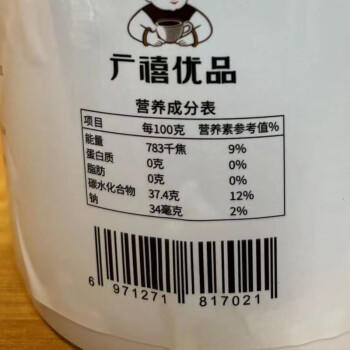 广禧优品
营养成分表
项目 每100克 营养素参考值%
能量 783千焦 9%
蛋白质 0克 0%
脂肪 0克 0%
碳水化合物 37.4克 12%
钠 34毫克 2%
6 971271 817021